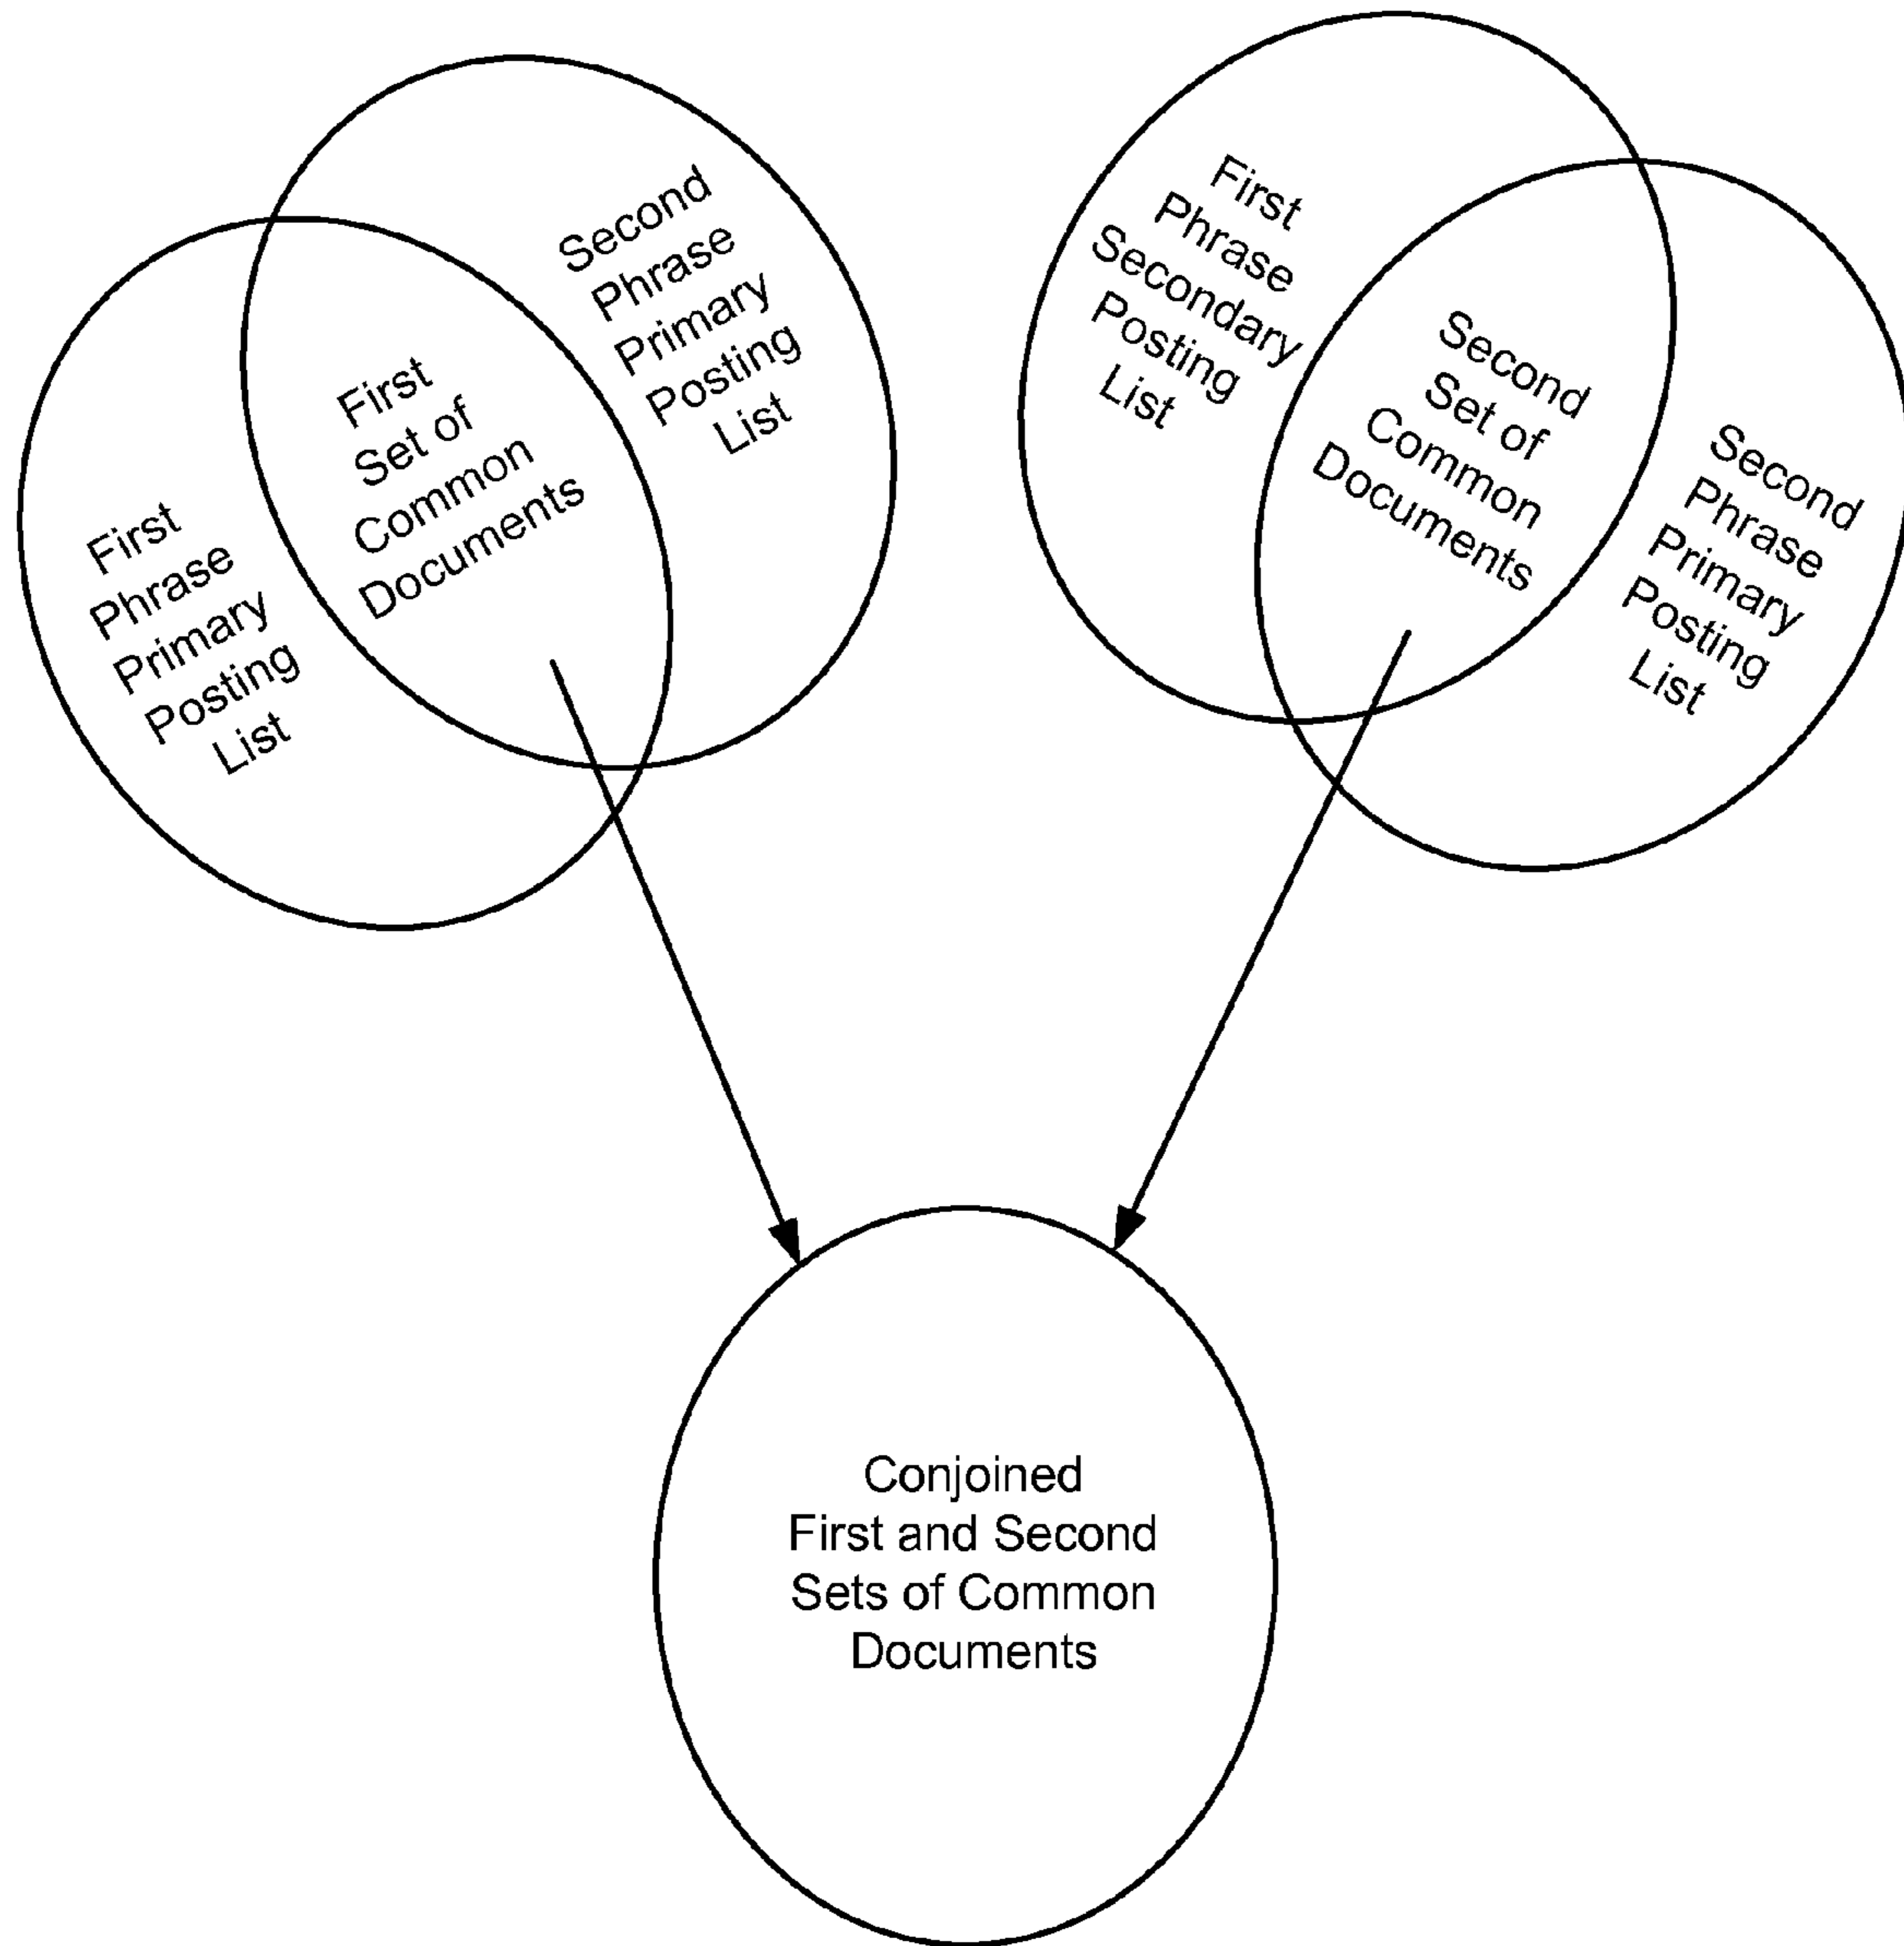 First
Phrase
Primary
Posting
List
First
Set of
Common
Documents
Second
Phrase
Primary
Posting
List
First
Phrase
Secondary
Posting
List
Second
Set of
Common
Documents
Second
Phrase
Primary
Posting
List
Conjoined
First and Second
Sets of Common
Documents